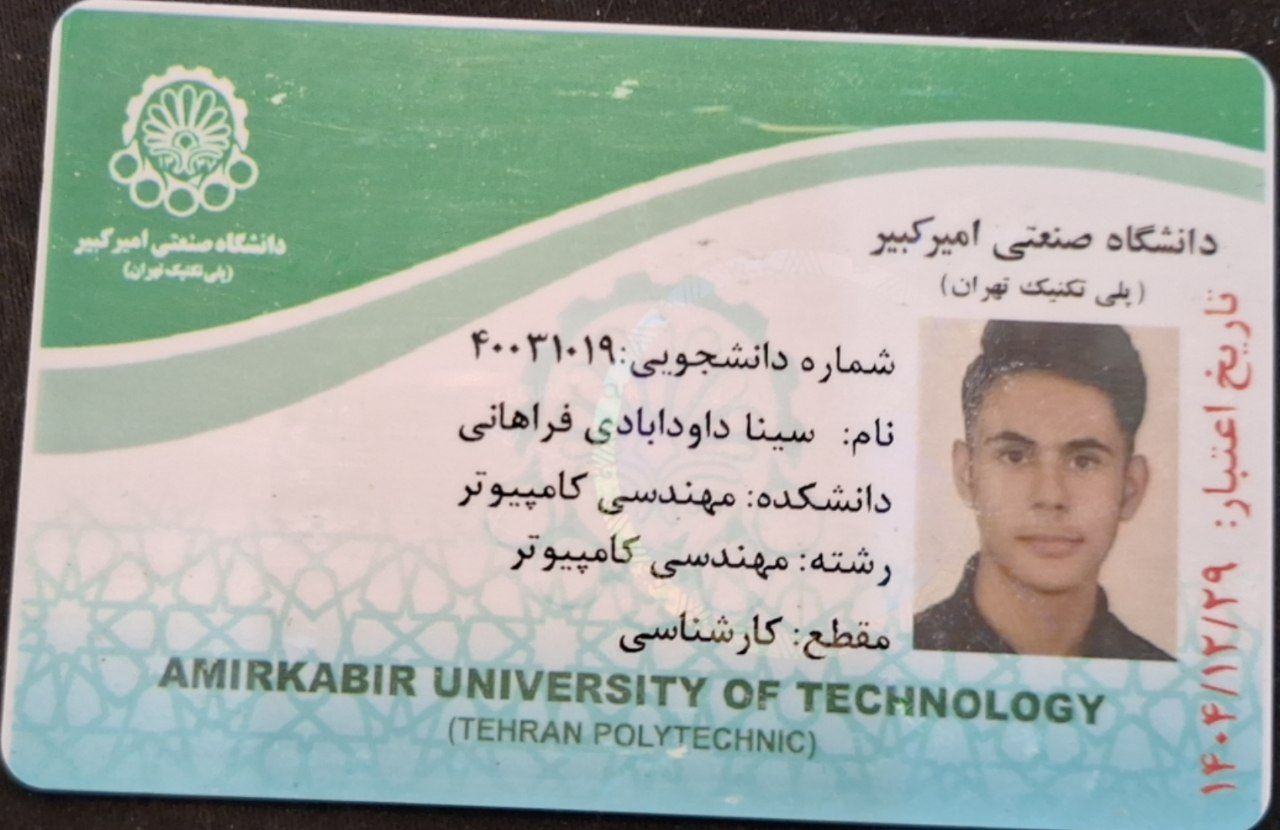 دانشگاه صنعتی امیرکبیر
(پلی تکنیک تهران)
دانشگاه صنعتی امیرکبیر
(پلی تکنیک تهران)
شماره دانشجویی:۴۰۰۳۱۰۱۹
نام: سینا داودابادی فراهانی
دانشکده: مهندسی کامپیوتر
رشته: مهندسی کامپیوتر
مقطع: کارشناسی
تاریخ اعتبار: ۱۴۰۴/۱۲/۲۹
AMIRKABIR UNIVERSITY OF TECHNOLOGY
(TEHRAN POLYTECHNIC)